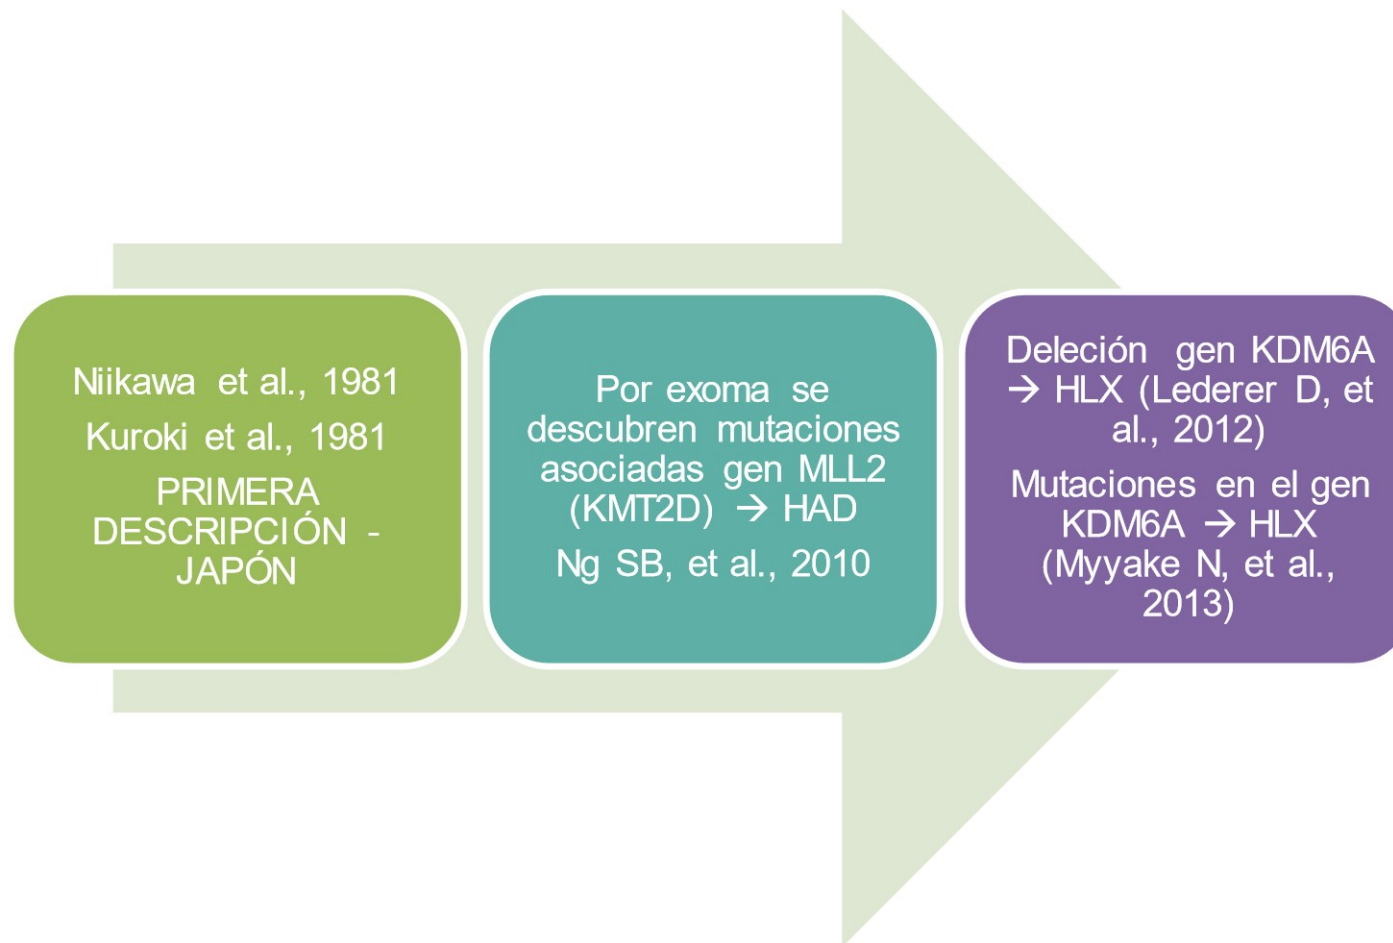 Niikawa et al., 1981
Kuroki et al., 1981
PRIMERA
DESCRIPCIÓN -
JAPÓN
Por exoma se
descubren mutaciones
asociadas gen MLL2
(KMT2D) → HAD
Ng SB, et al., 2010
Deleción gen KDM6A
→ HLX (Lederer D, et
al., 2012)
Mutaciones en el gen
KDM6A → HLX
(Myyake N, et al.,
2013)